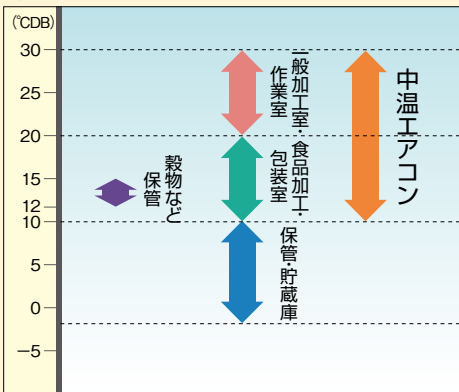 (℃DB)
30
25
20
15
12
10
5
0
−5
穀物など
保管
一般加工室・
作業室
食品加工・
包装室
保管・貯蔵庫
中温エアコン